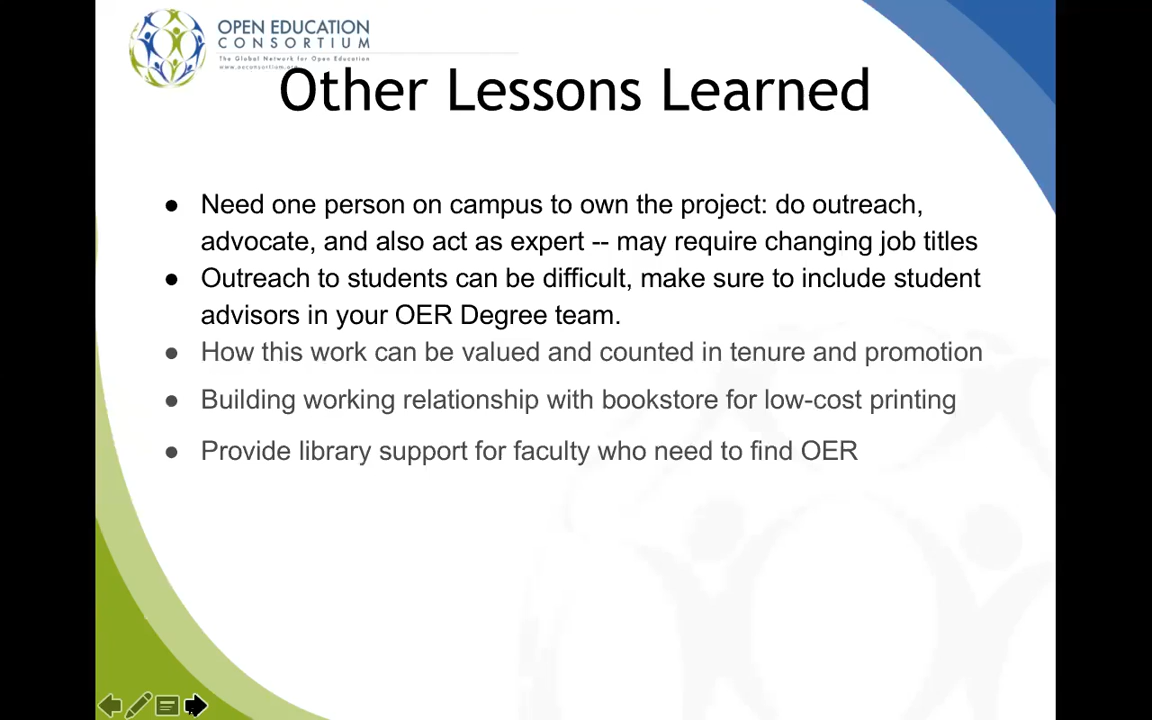 OPEN EDUCATION
CONSORTIUM
The Global Network for Open Education
www.oeconsortium.org
Other Lessons Learned
● Need one person on campus to own the project: do outreach,
advocate, and also act as expert -- may require changing job titles
● Outreach to students can be difficult, make sure to include student
advisors in your OER Degree team.
● How this work can be valued and counted in tenure and promotion
● Building working relationship with bookstore for low-cost printing
● Provide library support for faculty who need to find OER